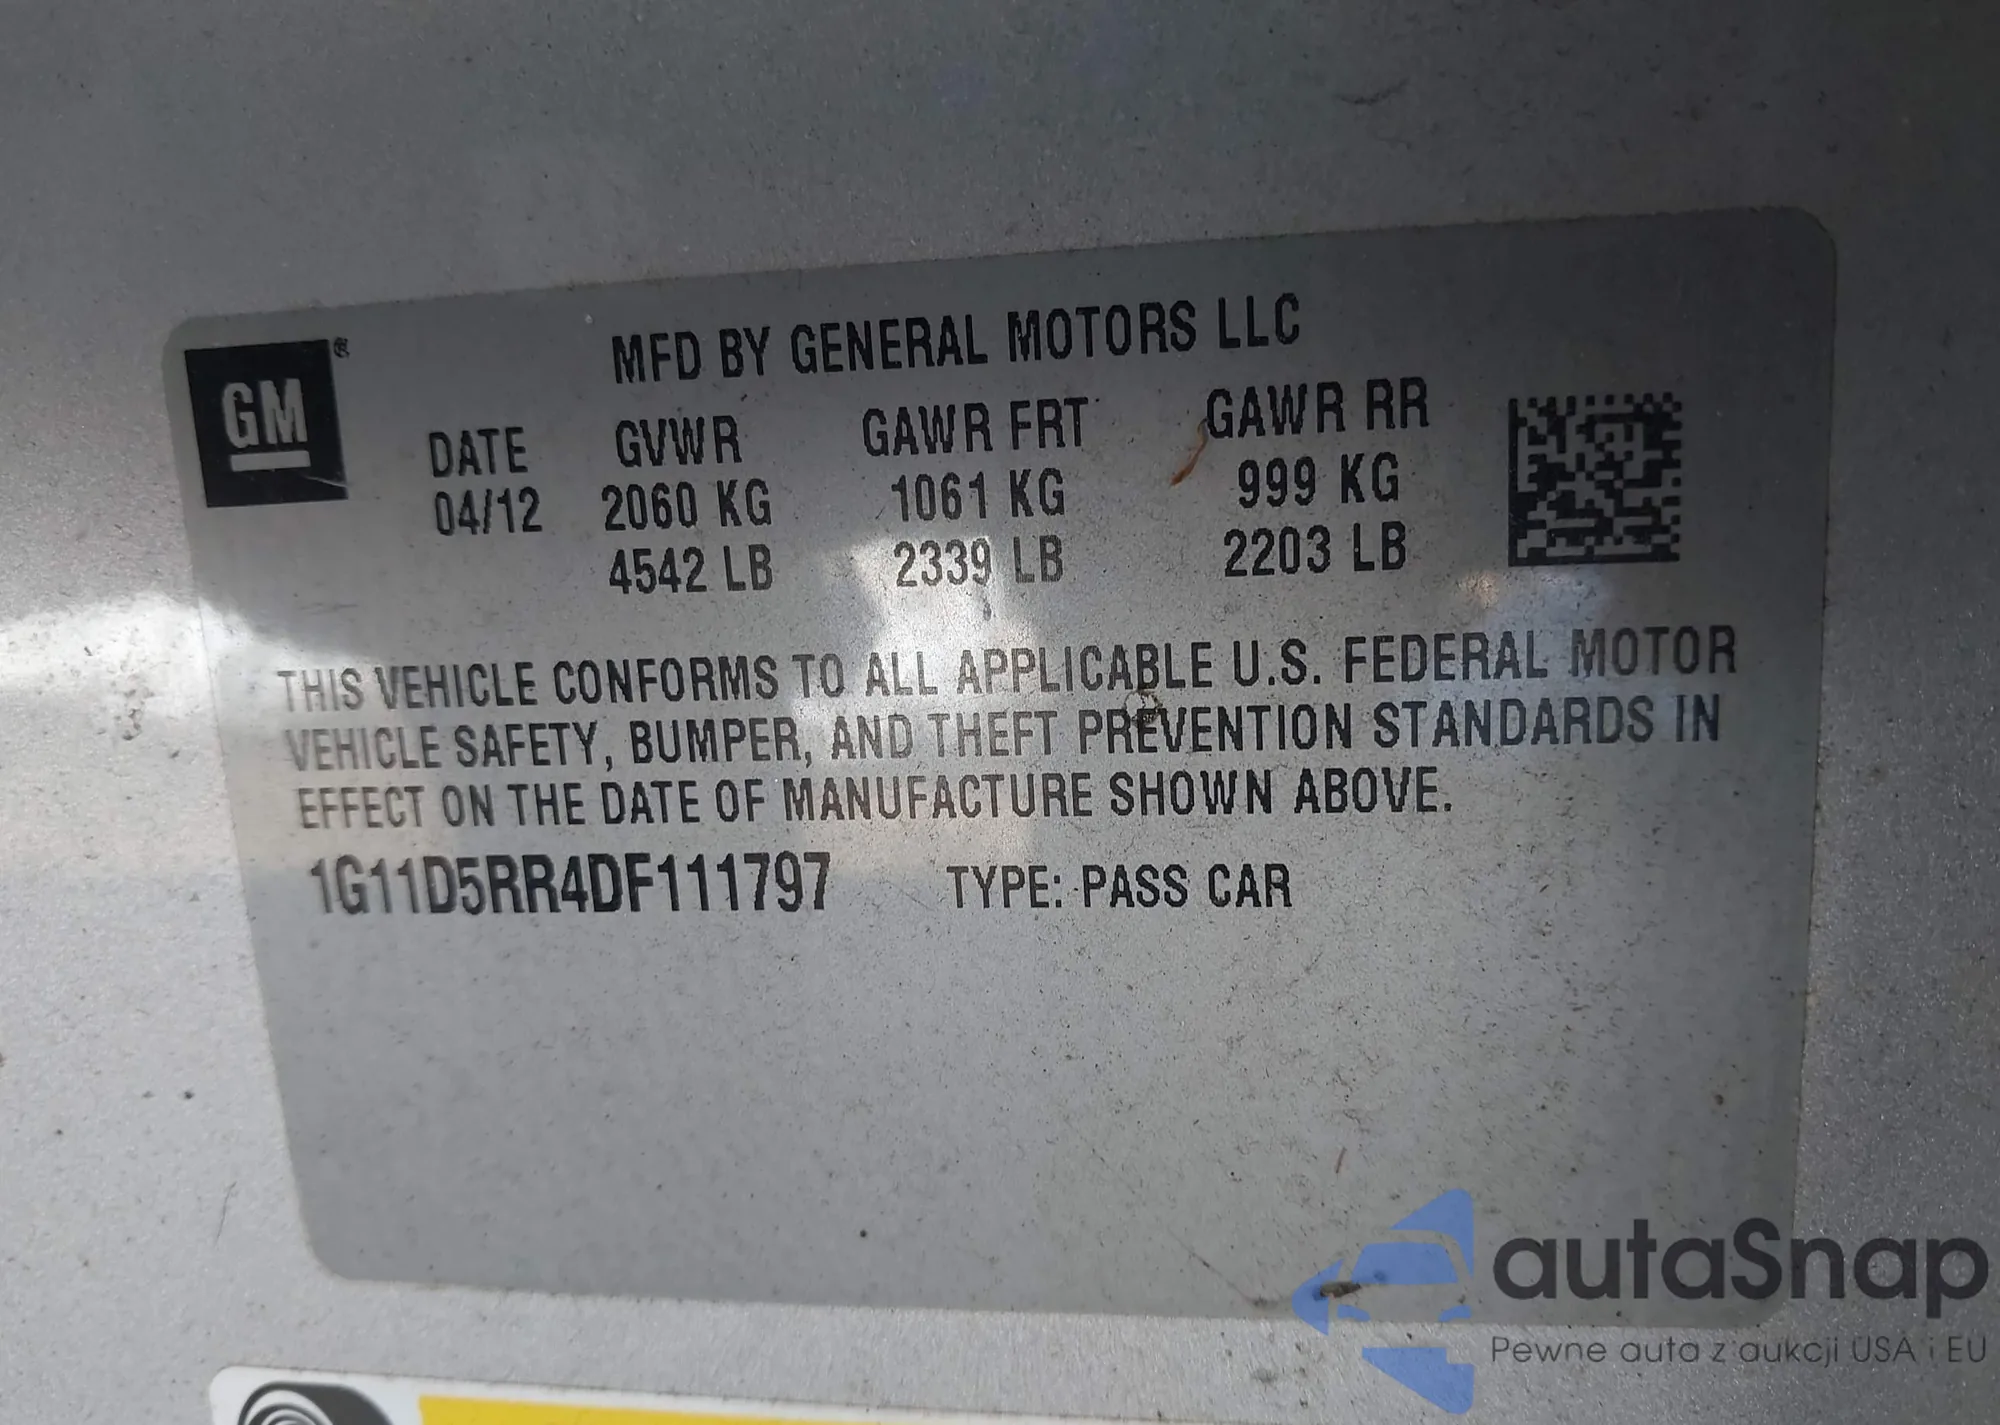 GM ®
MFD BY GENERAL MOTORS LLC
DATE GVWR GAWR FRT GAWR RR
04/12 2060 KG 1061 KG 999 KG
4542 LB 2339 LB 2203 LB
THIS VEHICLE CONFORMS TO ALL APPLICABLE U.S. FEDERAL MOTOR
VEHICLE SAFETY, BUMPER, AND THEFT PREVENTION STANDARDS IN
EFFECT ON THE DATE OF MANUFACTURE SHOWN ABOVE.
1G11D5RR4DF111797 TYPE: PASS CAR
autaSnap
Pewne auta z aukcji USA i EU